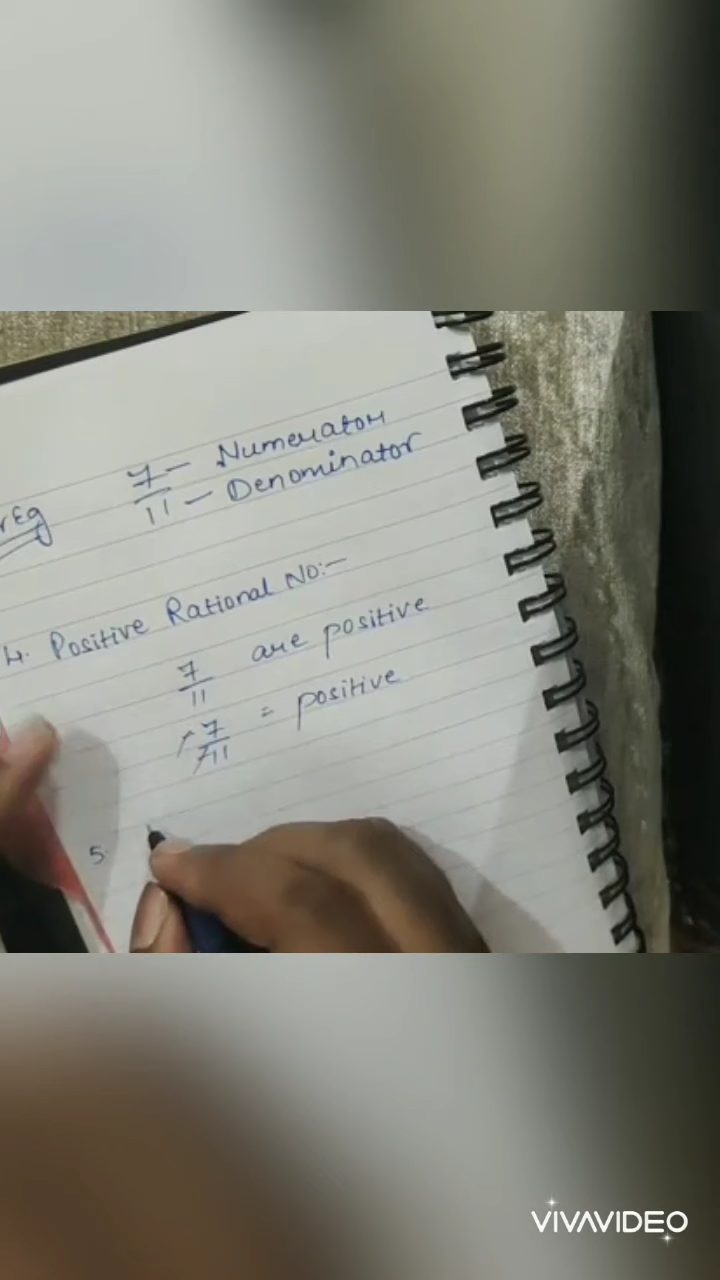 Eg
7 — Numerator
11 — Denominator
4. Positive Rational No:—
7/11 are positive
-7/-11 = positive
5.
VIVAVIDEO